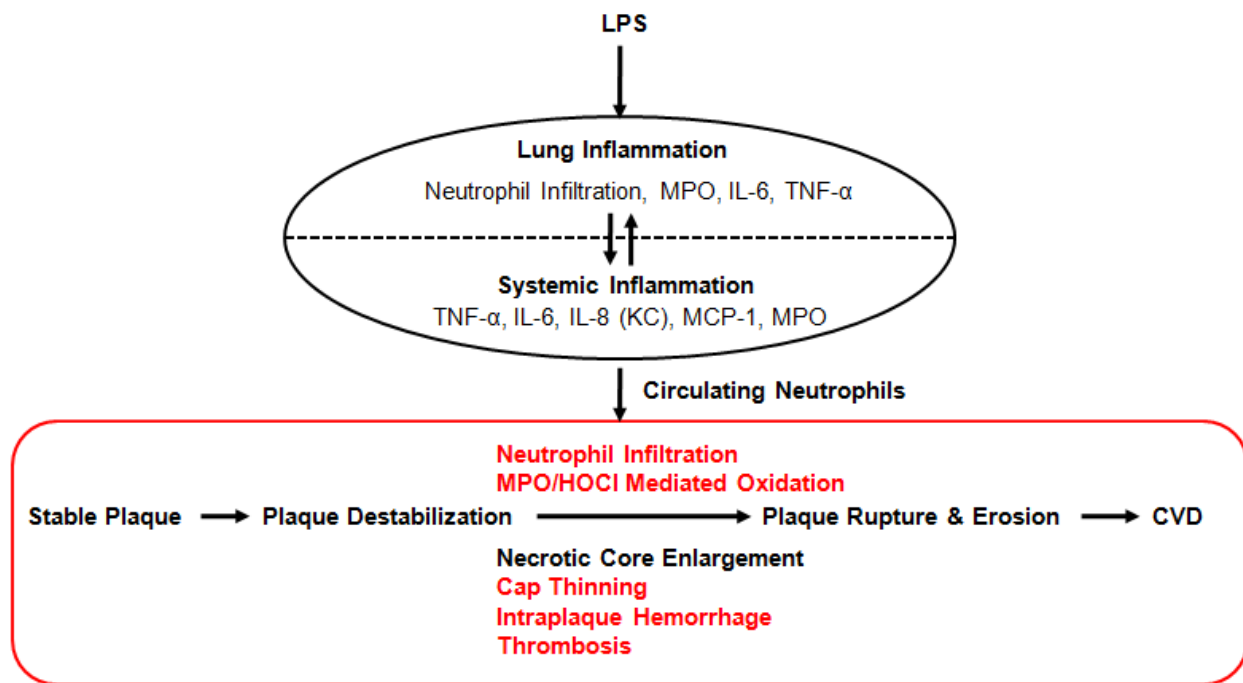 LPS
Lung Inflammation
Neutrophil Infiltration, MPO, IL-6, TNF-α
Systemic Inflammation
TNF-α, IL-6, IL-8 (KC), MCP-1, MPO
Circulating Neutrophils
Neutrophil Infiltration
MPO/HOCl Mediated Oxidation
Stable Plaque Plaque Destabilization Plaque Rupture & Erosion CVD
Necrotic Core Enlargement
Cap Thinning
Intraplaque Hemorrhage
Thrombosis